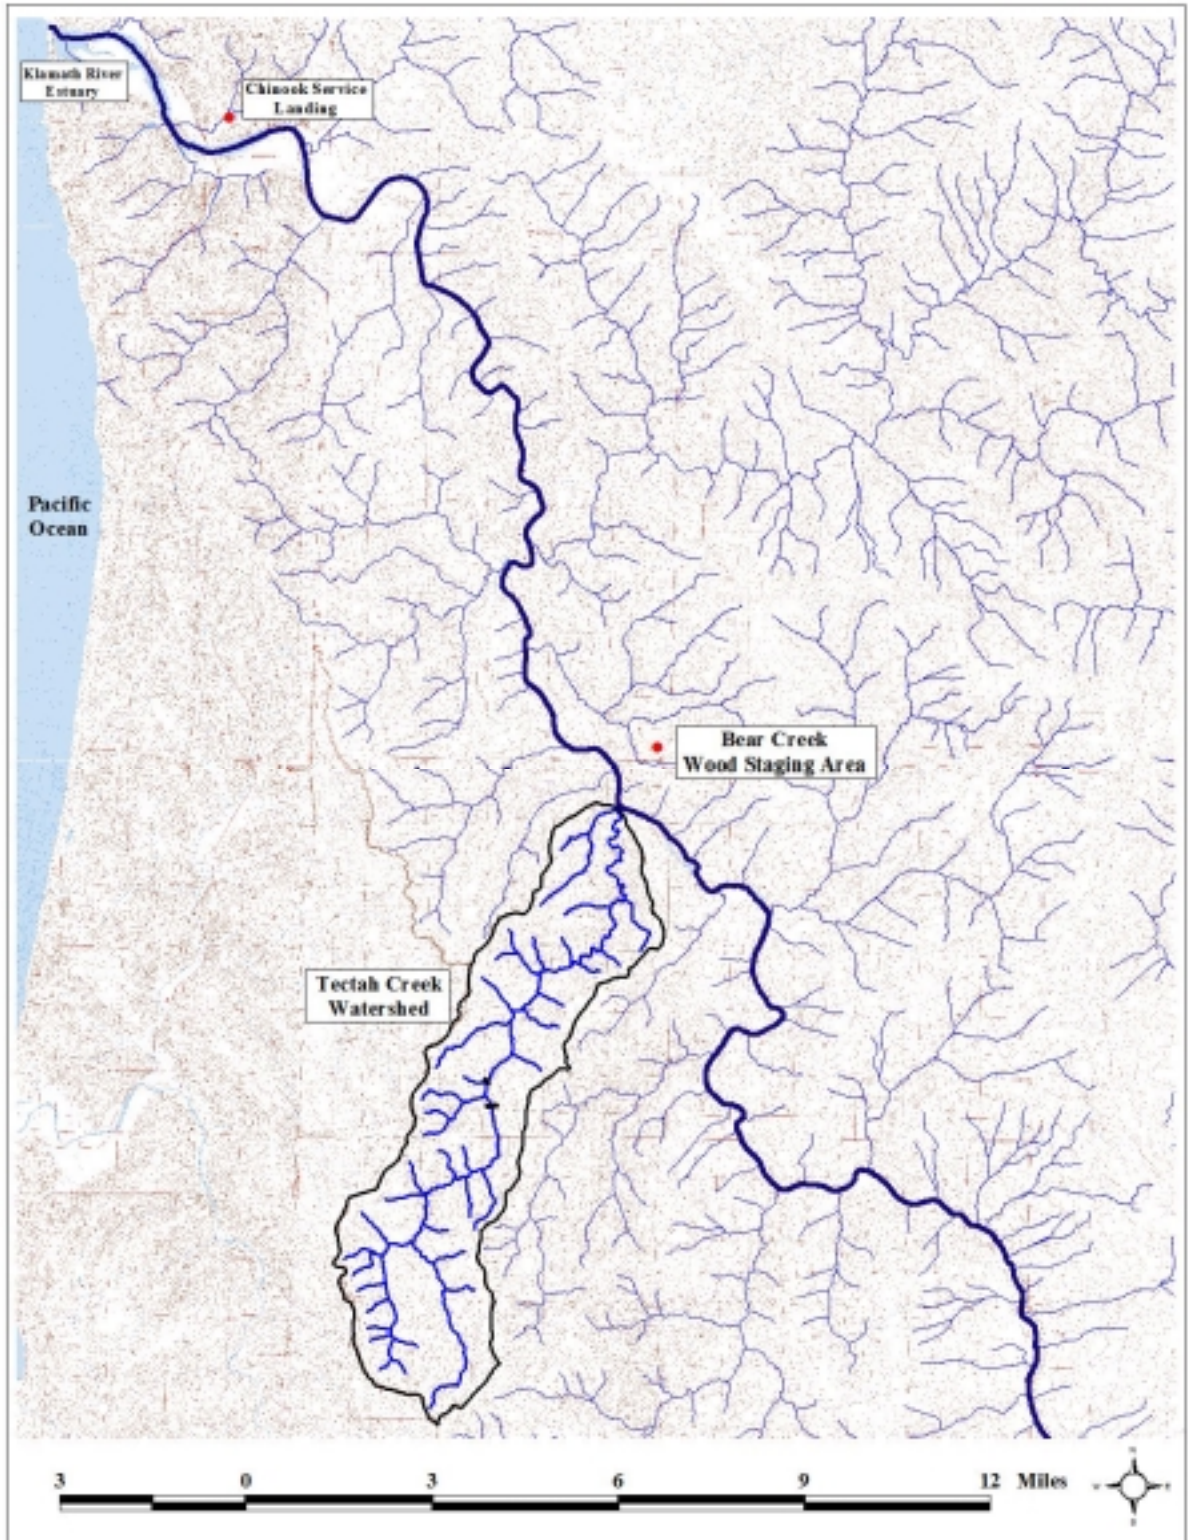 Klamath River
Estuary
Chinook Service
Landing
Pacific
Ocean
Bear Creek
Wood Staging Area
Tectah Creek
Watershed
3 0 3 6 9 12 Miles